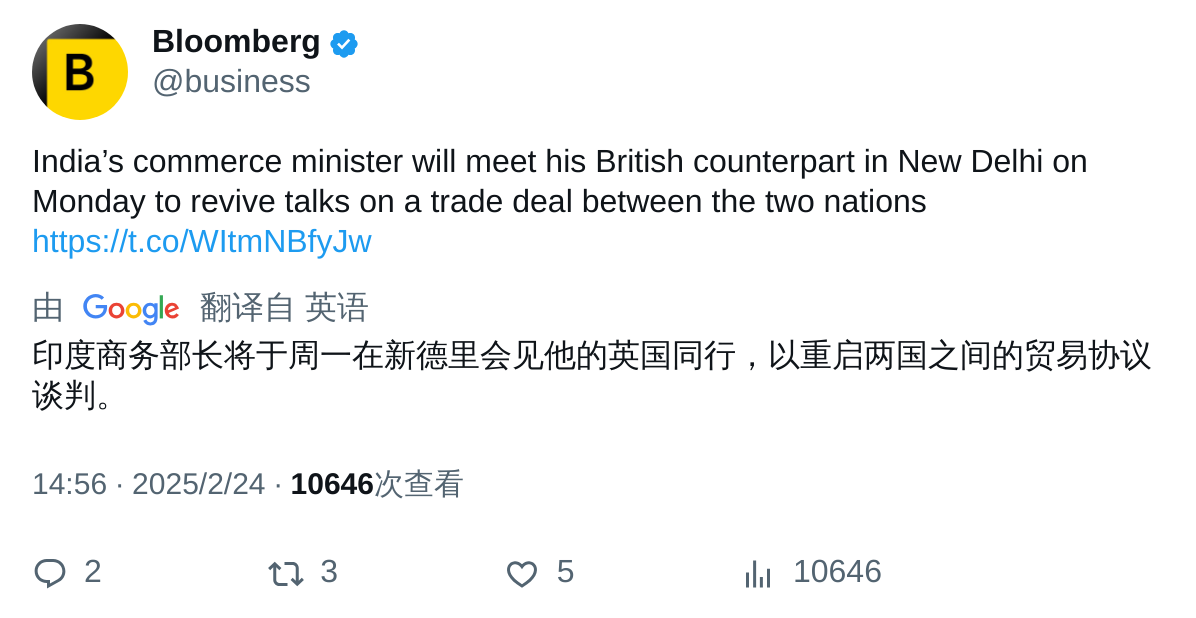 B
Bloomberg
@business
India’s commerce minister will meet his British counterpart in New Delhi on
Monday to revive talks on a trade deal between the two nations
https://t.co/WItmNBfyJw
由 Google 翻译自 英语
印度商务部长将于周一在新德里会见他的英国同行，以重启两国之间的贸易协议
谈判。
14:56 · 2025/2/24 · 10646次查看
2 3 5 10646